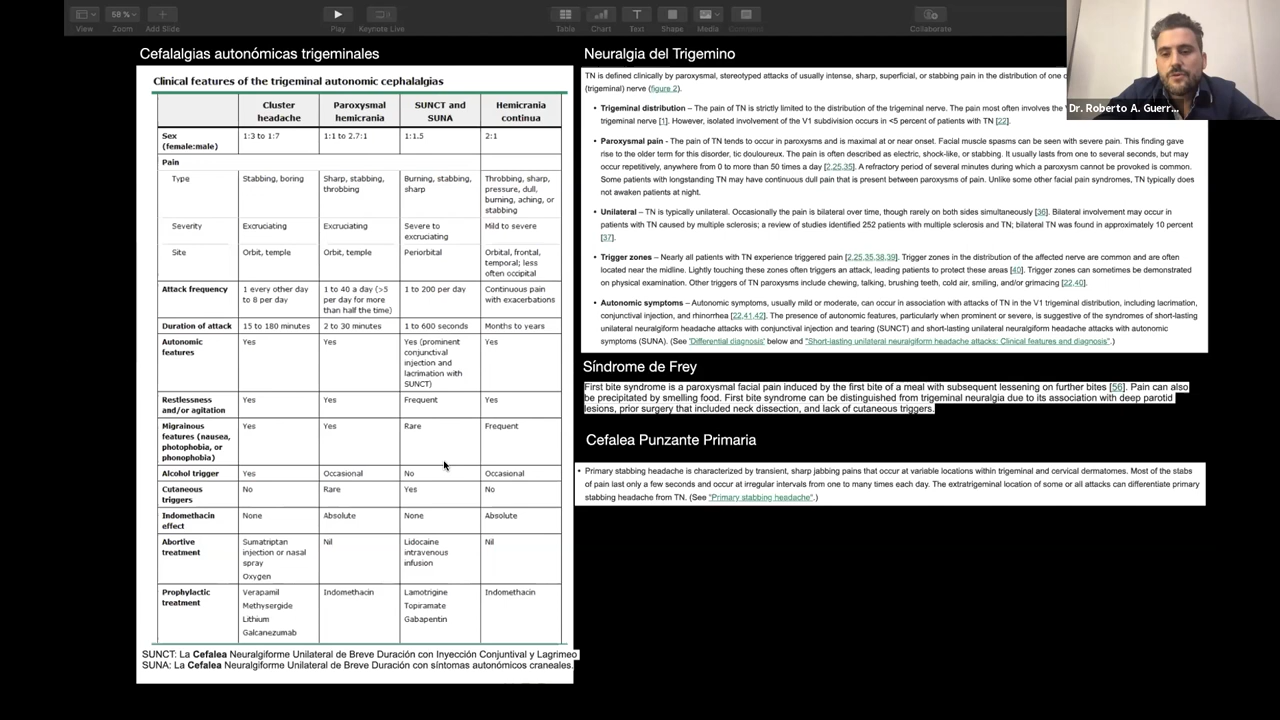 View
58 %
Zoom
Add Slide
Play
Keynote Live
Table
Chart
Text
Shape
Media
Comment
Collaborate
Cefalalgias autonómicas trigeminales
Clinical features of the trigeminal autonomic cephalalgias
Cluster headache
Paroxysmal hemicrania
SUNCT and SUNA
Hemicrania continua
Sex (female:male)
1:3 to 1:7
1:1 to 2.7:1
1:1.5
2:1
Pain
Type
Stabbing, boring
Sharp, stabbing, throbbing
Burning, stabbing, sharp
Throbbing, sharp, pressure, dull, burning, aching, or stabbing
Severity
Excruciating
Excruciating
Severe to excruciating
Mild to severe
Site
Orbit, temple
Orbit, temple
Periorbital
Orbital, frontal, temporal; less often occipital
Attack frequency
1 every other day to 8 per day
1 to 40 a day (>5 per day for more than half the time)
1 to 200 per day
Continuous pain with exacerbations
Duration of attack
15 to 180 minutes
2 to 30 minutes
1 to 600 seconds
Months to years
Autonomic features
Yes
Yes
Yes (prominent conjunctival injection and lacrimation with SUNCT)
Yes
Restlessness and/or agitation
Yes
Yes
Frequent
Yes
Migrainous features (nausea, photophobia, or phonophobia)
Yes
Yes
Rare
Frequent
Alcohol trigger
Yes
Occasional
No
Occasional
Cutaneous triggers
No
Rare
Yes
No
Indomethacin effect
None
Absolute
None
Absolute
Abortive treatment
Sumatriptan injection or nasal spray
Oxygen
Nil
Lidocaine intravenous infusion
Nil
Prophylactic treatment
Verapamil
Methysergide
Lithium
Galcanezumab
Indomethacin
Lamotrigine
Topiramate
Gabapentin
Indomethacin
SUNCT: La Cefalea Neuralgiforme Unilateral de Breve Duración con Inyección Conjuntival y Lagrimeo
SUNA: La Cefalea Neuralgiforme Unilateral de Breve Duración con síntomas autonómicos craneales.
Neuralgia del Trigemino
TN is defined clinically by paroxysmal, stereotyped attacks of usually intense, sharp, superficial, or stabbing pain in the distribution of one
(trigeminal) nerve (figure 2).
• Trigeminal distribution – The pain of TN is strictly limited to the distribution of the trigeminal nerve. The pain most often involves the
trigeminal nerve [1]. However, isolated involvement of the V1 subdivision occurs in <5 percent of patients with TN [22].
• Paroxysmal pain - The pain of TN tends to occur in paroxysms and is maximal at or near onset. Facial muscle spasms can be seen with severe pain. This finding gave
rise to the older term for this disorder, tic douloureux. The pain is often described as electric, shock-like, or stabbing. It usually lasts from one to several seconds, but may
occur repetitively, anywhere from 0 to more than 50 times a day [2,25,35]. A refractory period of several minutes during which a paroxysm cannot be provoked is common.
Some patients with longstanding TN may have continuous dull pain that is present between paroxysms of pain. Unlike some other facial pain syndromes, TN typically does
not awaken patients at night.
• Unilateral – TN is typically unilateral. Occasionally the pain is bilateral over time, though rarely on both sides simultaneously [36]. Bilateral involvement may occur in
patients with TN caused by multiple sclerosis; a review of studies identified 252 patients with multiple sclerosis and TN; bilateral TN was found in approximately 10 percent
[37].
• Trigger zones – Nearly all patients with TN experience triggered pain [2,25,35,38,39]. Trigger zones in the distribution of the affected nerve are common and are often
located near the midline. Lightly touching these zones often triggers an attack, leading patients to protect these areas [40]. Trigger zones can sometimes be demonstrated
on physical examination. Other triggers of TN paroxysms include chewing, talking, brushing teeth, cold air, smiling, and/or grimacing [22,40].
• Autonomic symptoms – Autonomic symptoms, usually mild or moderate, can occur in association with attacks of TN in the V1 trigeminal distribution, including lacrimation,
conjunctival injection, and rhinorrhea [22,41,42]. The presence of autonomic features, particularly when prominent or severe, is suggestive of the syndromes of short-lasting
unilateral neuralgiform headache attacks with conjunctival injection and tearing (SUNCT) and short-lasting unilateral neuralgiform headache attacks with autonomic
symptoms (SUNA). (See 'Differential diagnosis' below and "Short-lasting unilateral neuralgiform headache attacks: Clinical features and diagnosis".)
Síndrome de Frey
First bite syndrome is a paroxysmal facial pain induced by the first bite of a meal with subsequent lessening on further bites [56]. Pain can also
be precipitated by smelling food. First bite syndrome can be distinguished from trigeminal neuralgia due to its association with deep parotid
lesions, prior surgery that included neck dissection, and lack of cutaneous triggers.
Cefalea Punzante Primaria
• Primary stabbing headache is characterized by transient, sharp jabbing pains that occur at variable locations within trigeminal and cervical dermatomes. Most of the stabs
of pain last only a few seconds and occur at irregular intervals from one to many times each day. The extratrigeminal location of some or all attacks can differentiate primary
stabbing headache from TN. (See "Primary stabbing headache".)
Dr. Roberto A. Guerr...